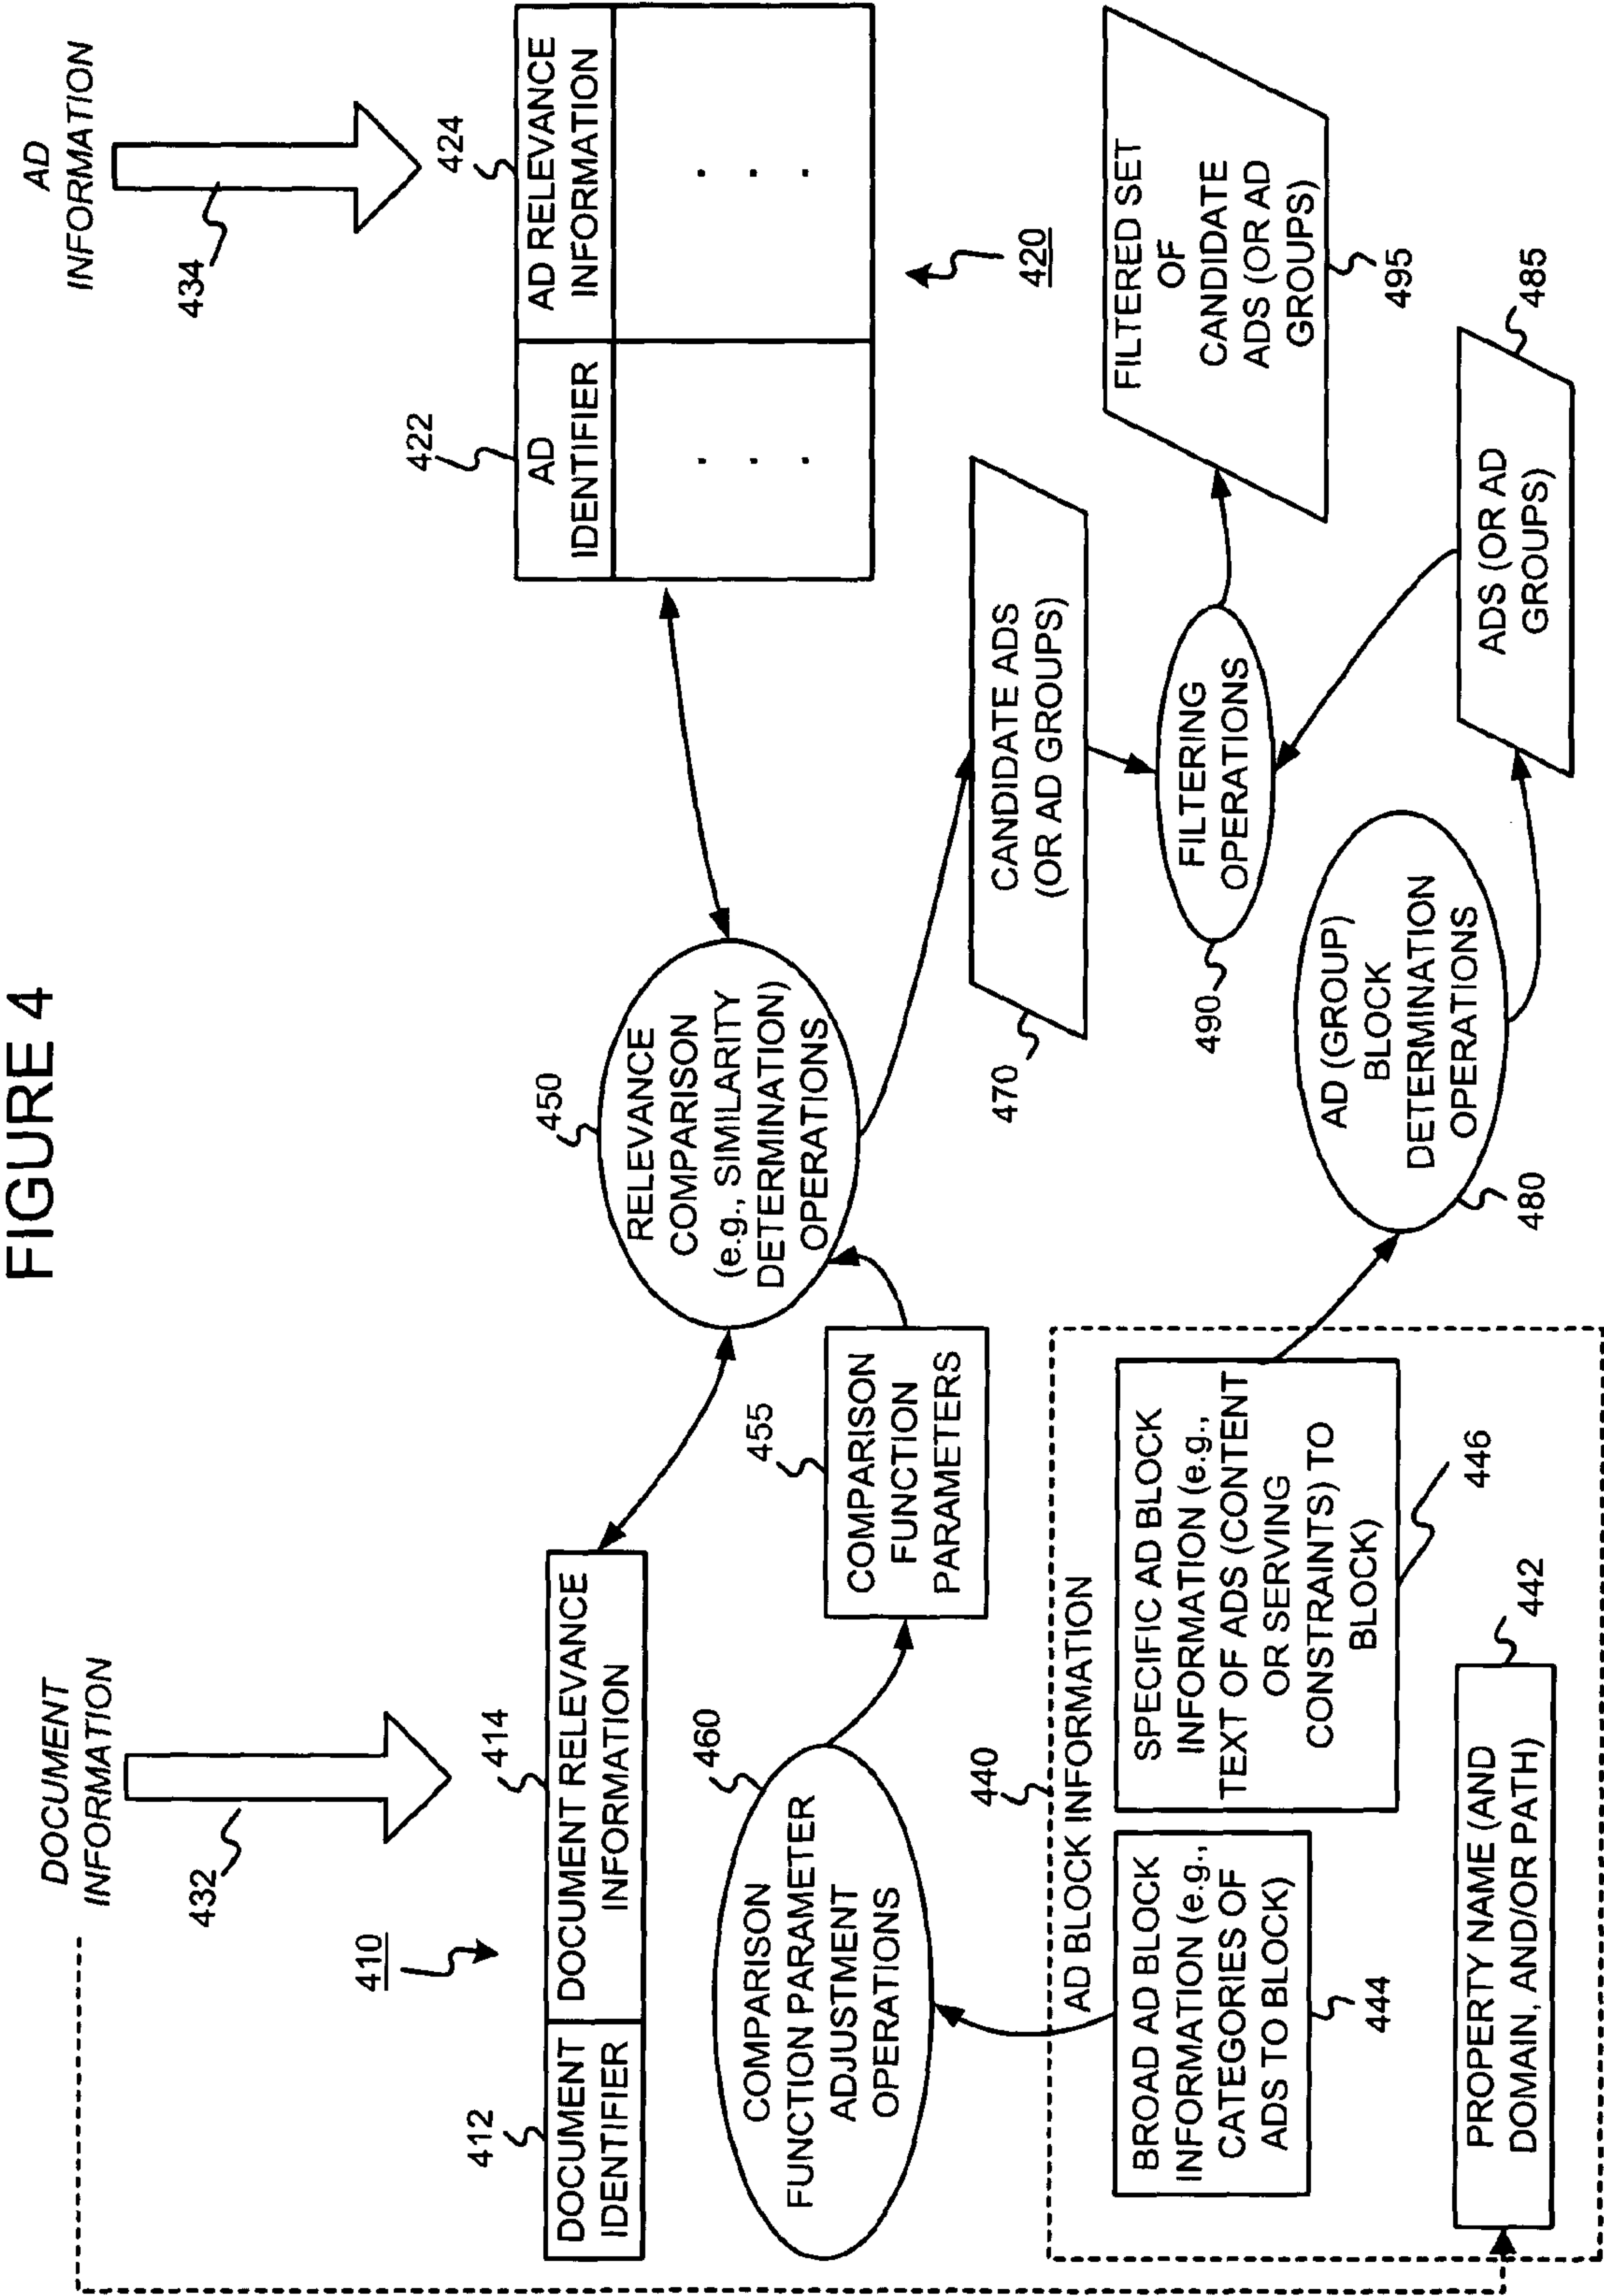 FIGURE 4
DOCUMENT
INFORMATION
432
AD
INFORMATION
434
410
412
414
DOCUMENT
IDENTIFIER
DOCUMENT RELEVANCE
INFORMATION
450
RELEVANCE
COMPARISON
(e.g., SIMILARITY
DETERMINATION)
OPERATIONS
422
424
AD
IDENTIFIER
AD RELEVANCE
INFORMATION
. . .
. . .
420
460
COMPARISON
FUNCTION PARAMETER
ADJUSTMENT
OPERATIONS
455
COMPARISON
FUNCTION
PARAMETERS
470
CANDIDATE ADS
(OR AD GROUPS)
440
AD BLOCK INFORMATION
BROAD AD BLOCK
INFORMATION (e.g.,
CATEGORIES OF
ADS TO BLOCK)
444
SPECIFIC AD BLOCK
INFORMATION (e.g.,
TEXT OF ADS (CONTENT
OR SERVING
CONSTRAINTS) TO
BLOCK)
446
490
FILTERING
OPERATIONS
FILTERED SET
OF
CANDIDATE
ADS (OR AD
GROUPS)
495
PROPERTY NAME (AND
DOMAIN, AND/OR PATH)
442
AD (GROUP)
BLOCK
DETERMINATION
OPERATIONS
480
ADS (OR AD
GROUPS)
485